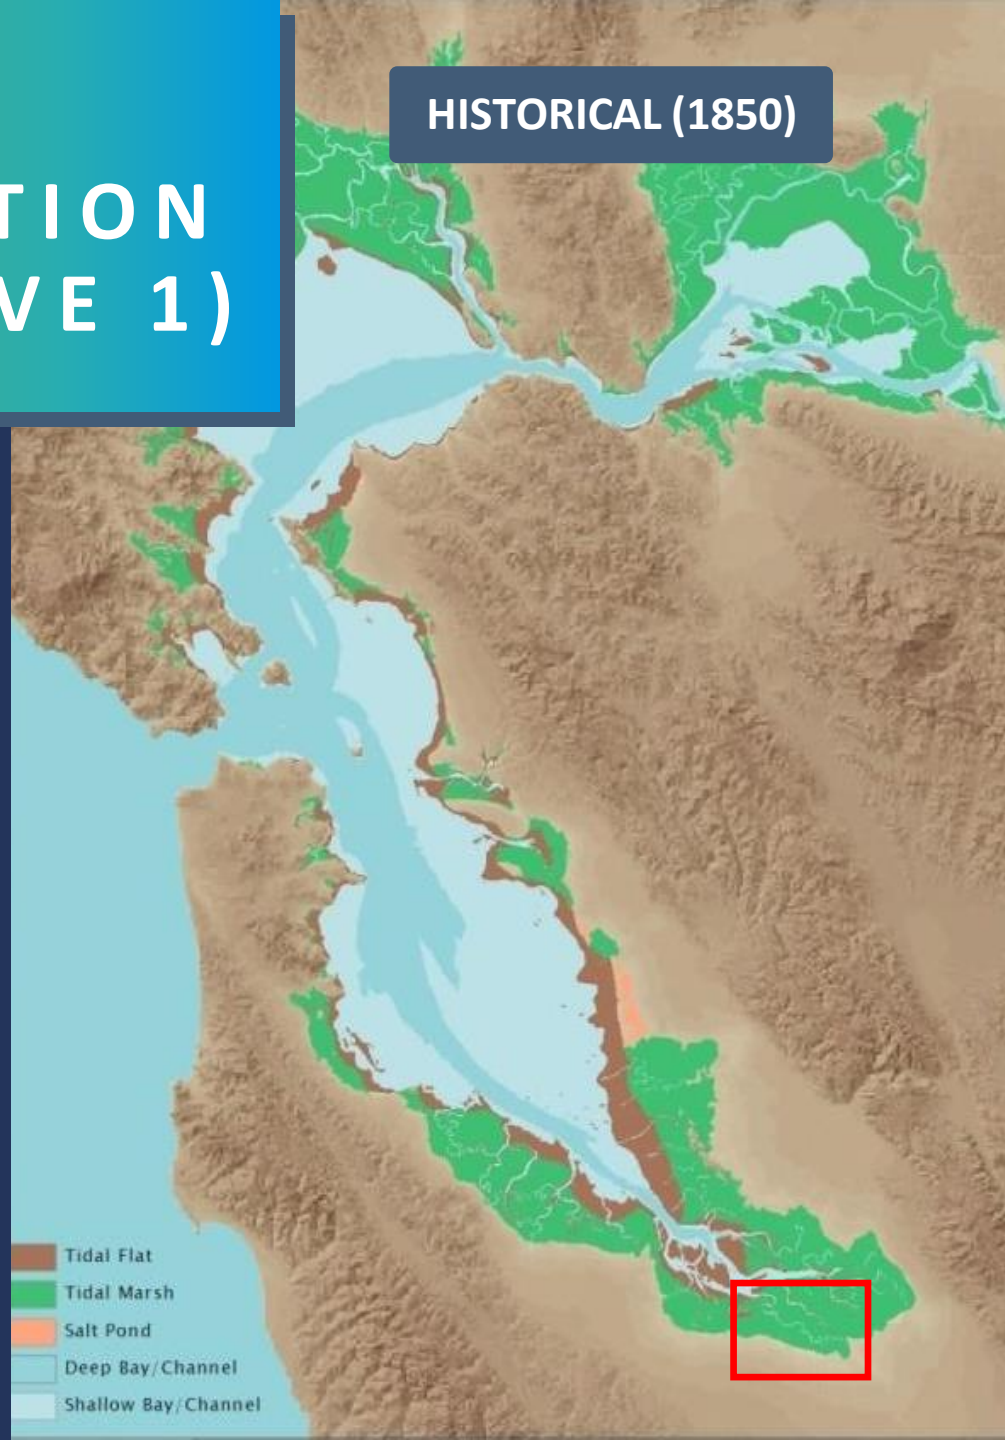 TION
VE 1)
HISTORICAL (1850)
Tidal Flat
Tidal Marsh
Salt Pond
Deep Bay/Channel
Shallow Bay/Channel